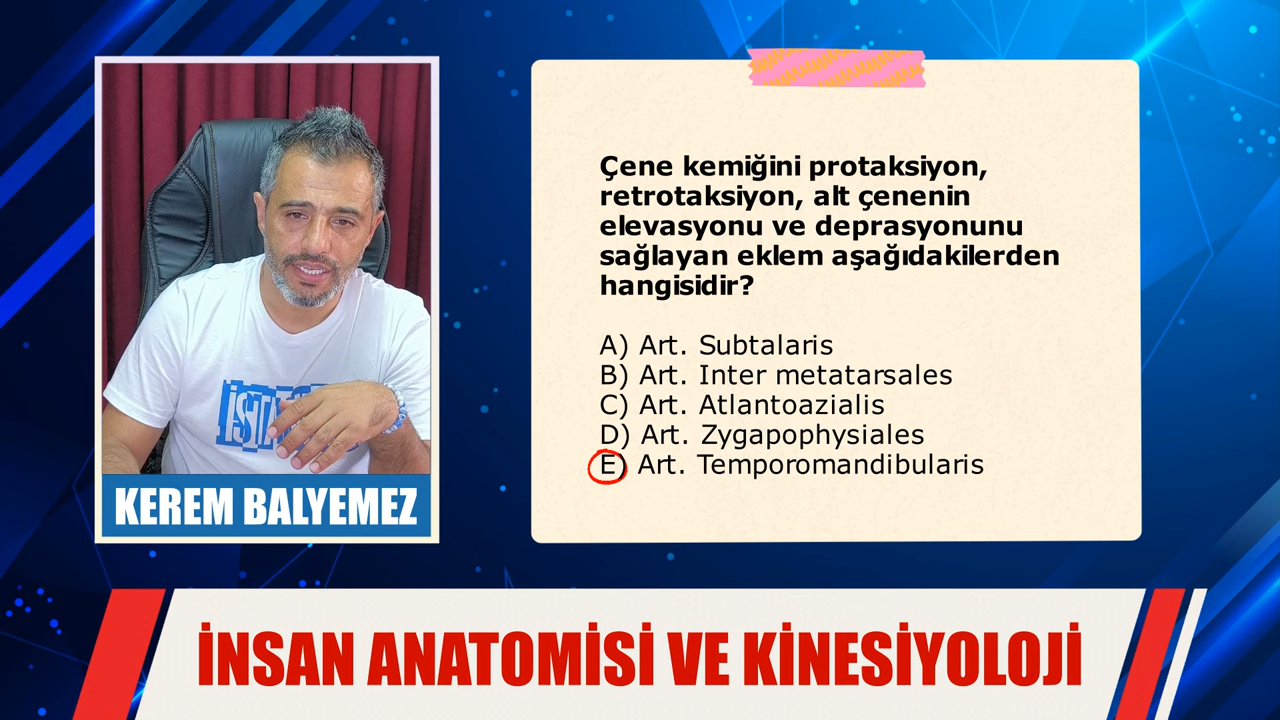 Çene kemiğini protaksiyon,
retrotaksiyon, alt çenenin
elevasyonu ve deprasyonunu
sağlayan eklem aşağıdakilerden
hangisidir?
A) Art. Subtalaris
B) Art. Inter metatarsales
C) Art. Atlantoazialis
D) Art. Zygapophysiales
E) Art. Temporomandibularis
KEREM BALYEMEZ
İNSAN ANATOMİSİ VE KİNESİYOLOJİ